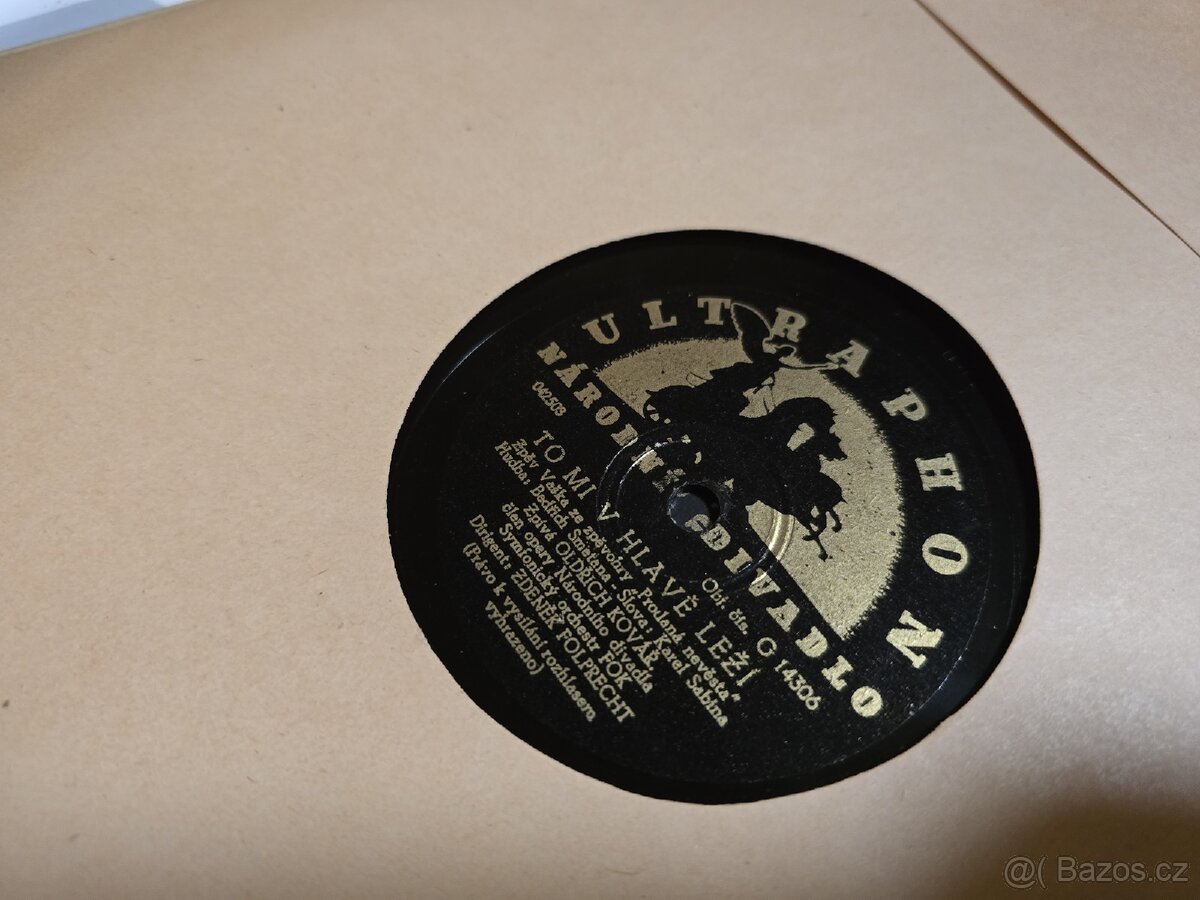 ULTRAPHON
NÁRODNÍ DIVADLO
042503
Obj. čís. G 14306
TO MI V HLAVĚ LEŽÍ
Zpěv Vaška ze zpěvohry „Prodaná nevěsta"
Hudba: Bedřich Smetana - Slova: Karel Sabina
Zpívá OLDŘICH KOVÁŘ
člen opery Národního divadla
Symfonický orchestr FOK
Dirigent: ZDENĚK FOLPRECHT
(Právo k vysílání rozhlasem
vyhrazeno)
@( Bazos.cz